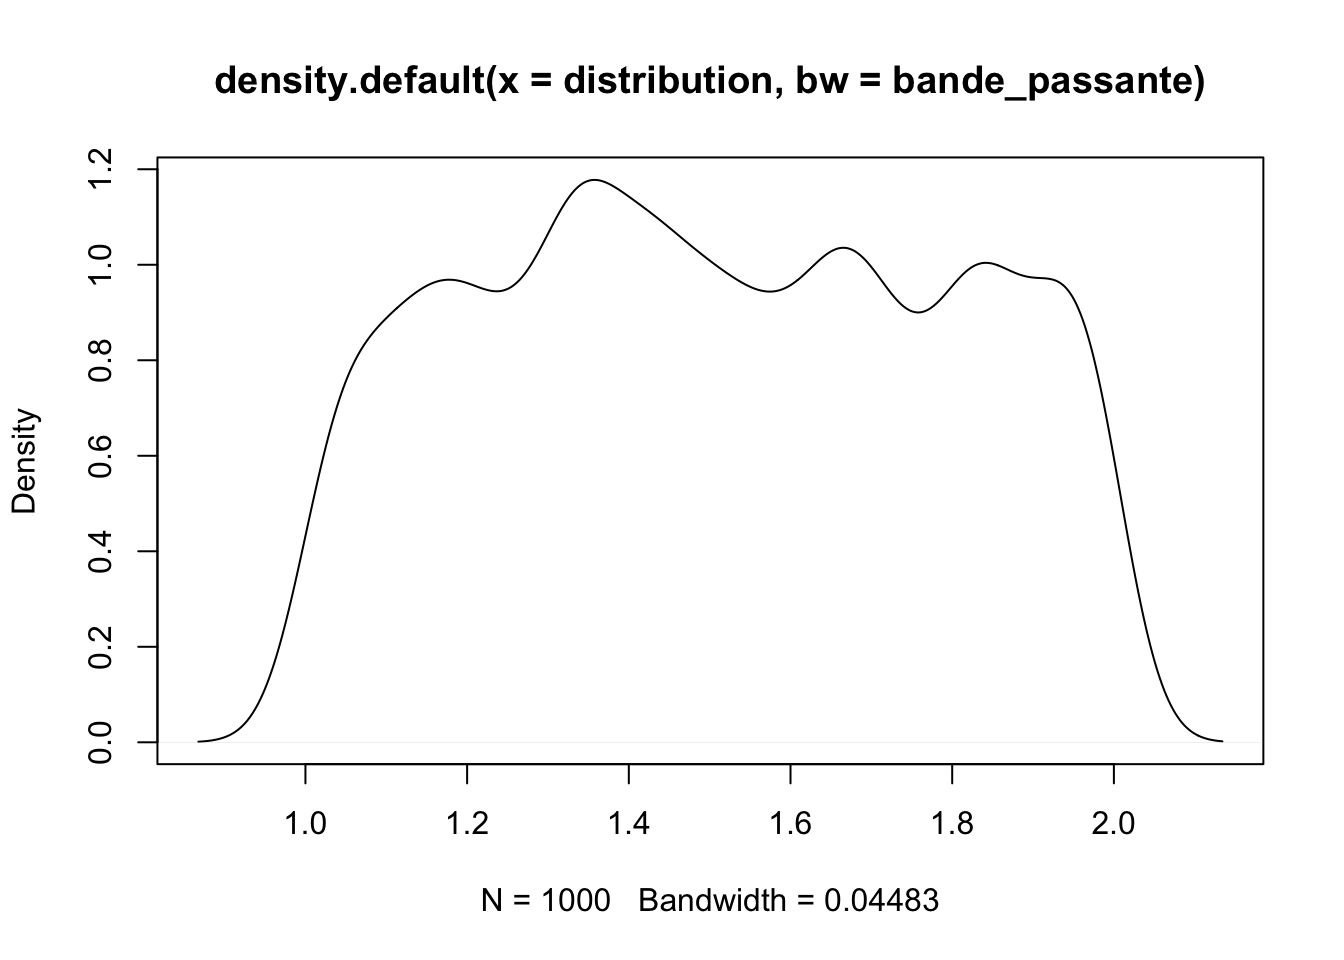 density.default(x = distribution, bw = bande_passante)
Density
1.2
1.0
0.8
0.6
0.4
0.2
0.0
1.0 1.2 1.4 1.6 1.8 2.0
N = 1000 Bandwidth = 0.04483